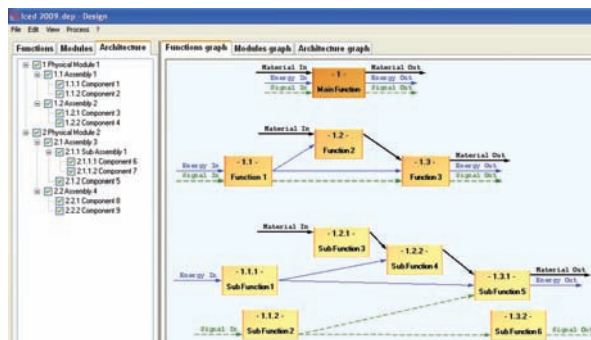 Iced 2009.dep - Design
File Edit View Process ?
Functions Modules Architecture
1 Physical Module 1
1.1 Assembly 1
1.1.1 Component 1
1.1.2 Component 2
1.2 Assembly 2
1.2.1 Component 3
1.2.2 Component 4
2 Physical Module 2
2.1 Assembly 3
2.1.1 Sub Assembly 1
2.1.1.1 Component 6
2.1.1.2 Component 7
2.1.2 Component 5
2.2 Assembly 4
2.2.1 Component 8
2.2.2 Component 9
Functions graph Modules graph Architecture graph
Material In - 1 - Material Out
Energy In Energy Out
Signal In Main Function Signal Out
Material In - 1.2 -
Function 2
Energy In - 1.1 - - 1.3 - Material Out
Energy Out
Signal In Function 1 Function 3 Signal Out
Material In - 1.2.1 -
Sub Function 3 - 1.2.2 -
Sub Function 4
Energy In - 1.1.1 - - 1.3.1 - Material Out
Energy Out
Sub Function 1 Sub Function 5
- 1.1.2 - - 1.3.2 -
Signal In Sub Function 2 Sub Function 6 Signal Out